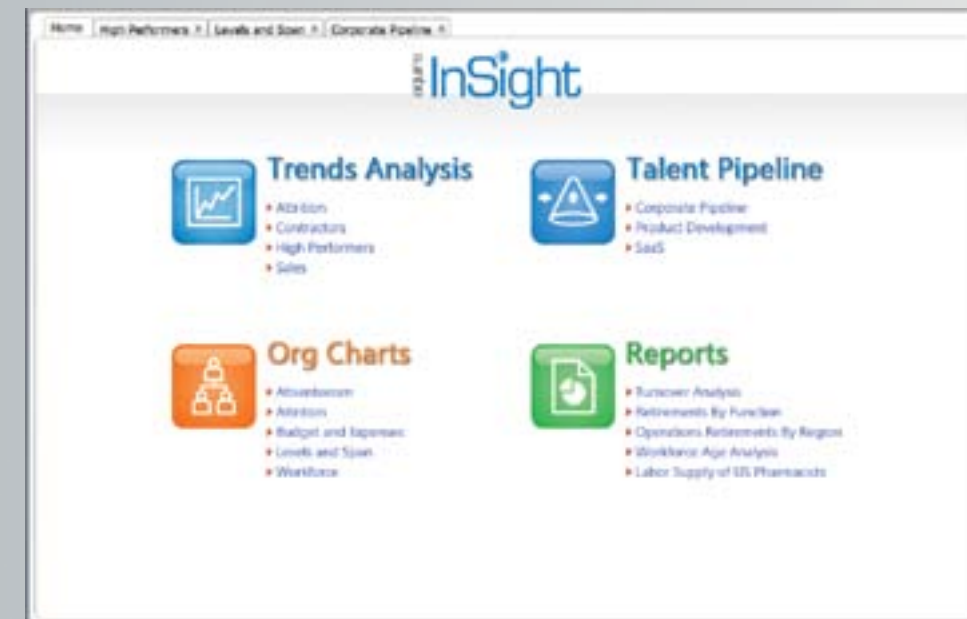 Home High Performers x Levels and Span x Corporate Pipeline x
aquire
InSight
Trends Analysis
Attrition
Contractors
High Performers
Sales
Talent Pipeline
Corporate Pipeline
Product Development
SaaS
Org Charts
Absenteeism
Attrition
Budget and Expenses
Levels and Span
Workforce
Reports
Turnover Analysis
Retirements By Function
Operations Retirements By Region
Workforce Age Analysis
Labor Supply of US Pharmacists